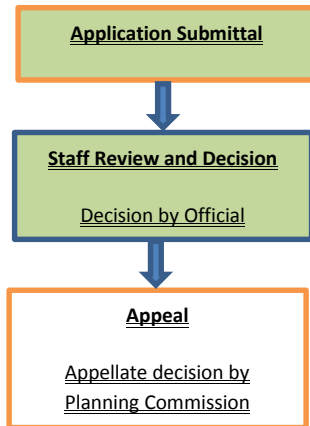 Application Submittal
Staff Review and Decision
Decision by Official
Appeal
Appellate decision by
Planning Commission